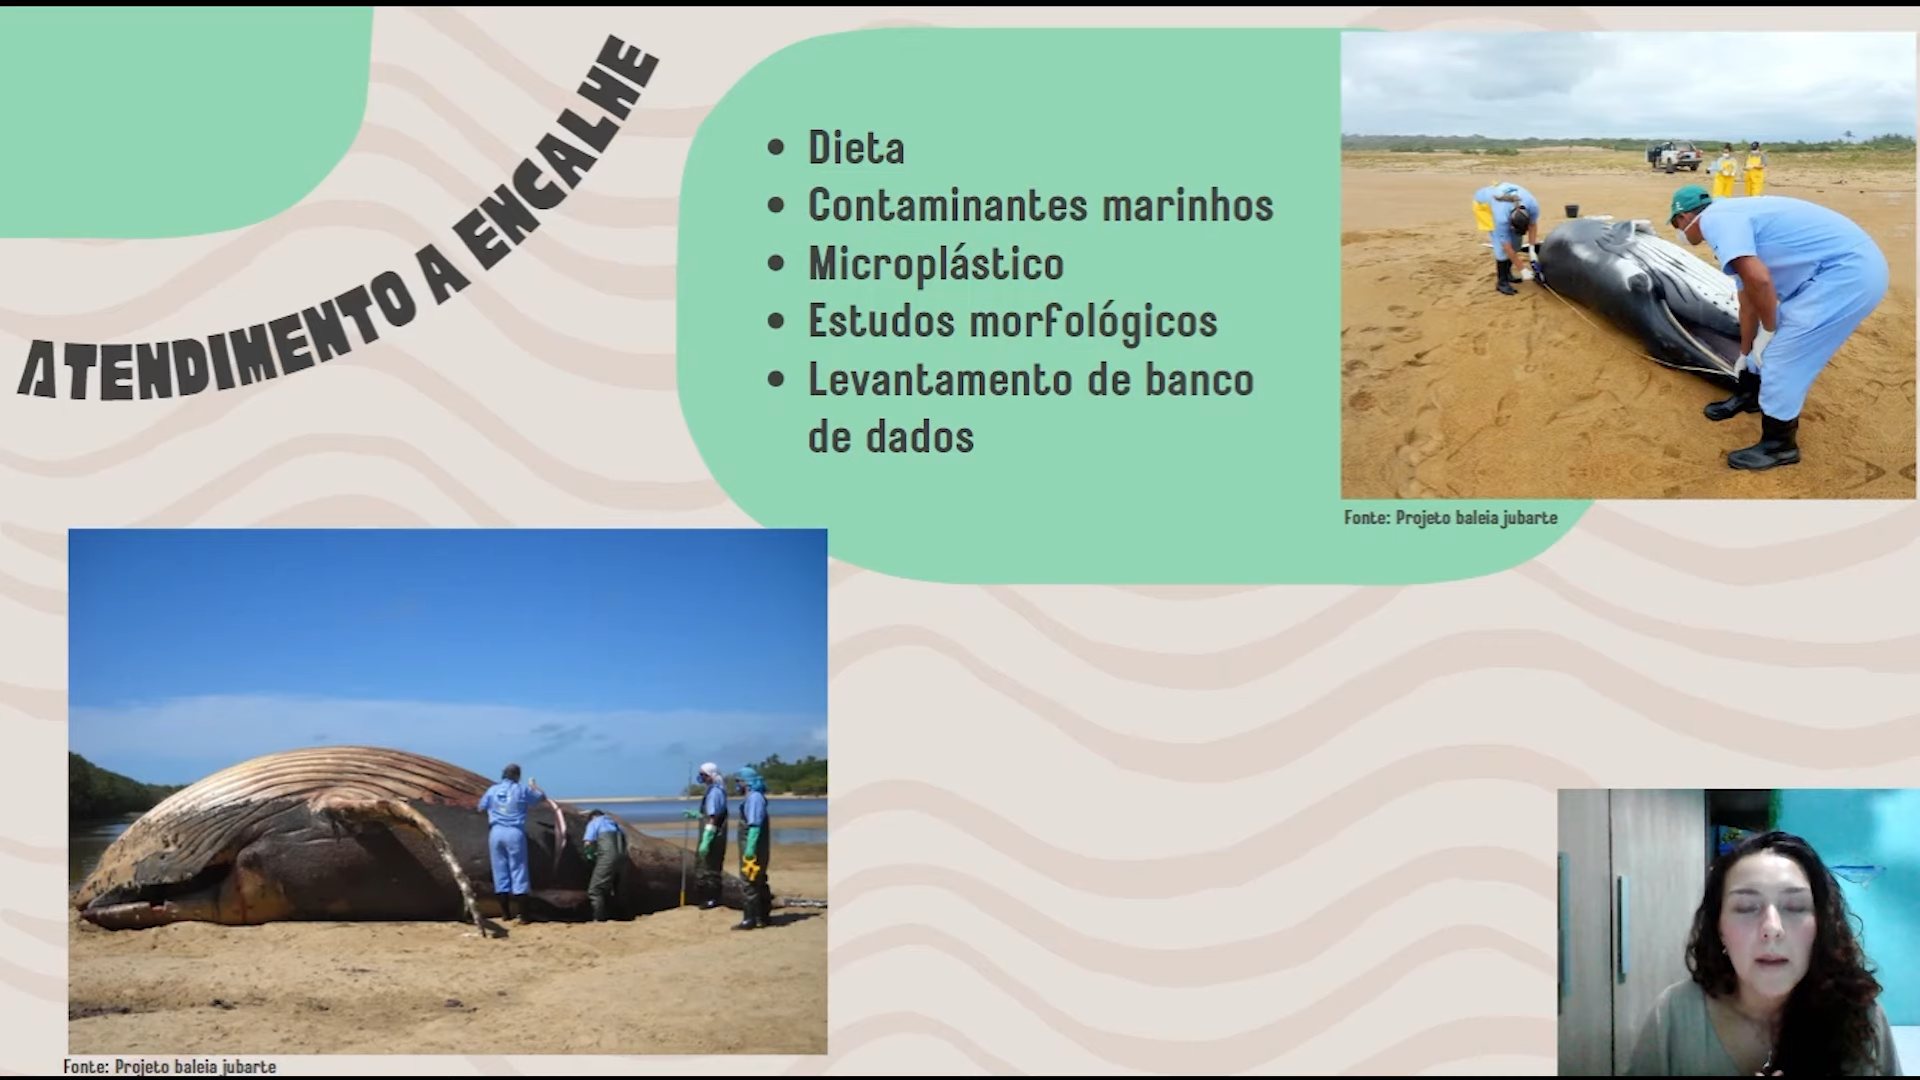 ATENDIMENTO A ENCALHE
• Dieta
• Contaminantes marinhos
• Microplástico
• Estudos morfológicos
• Levantamento de banco
de dados
Fonte: Projeto baleia jubarte
Fonte: Projeto baleia jubarte